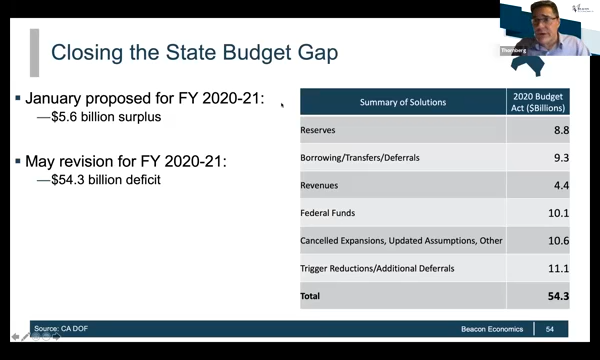 Closing the State Budget Gap
Thornberg
January proposed for FY 2020-21:
—$5.6 billion surplus
May revision for FY 2020-21:
—$54.3 billion deficit
Summary of Solutions
2020 Budget
Act ($Billions)
Reserves 8.8
Borrowing/Transfers/Deferrals 9.3
Revenues 4.4
Federal Funds 10.1
Cancelled Expansions, Updated Assumptions, Other 10.6
Trigger Reductions/Additional Deferrals 11.1
Total 54.3
Source: CA DOF
Beacon Economics 54